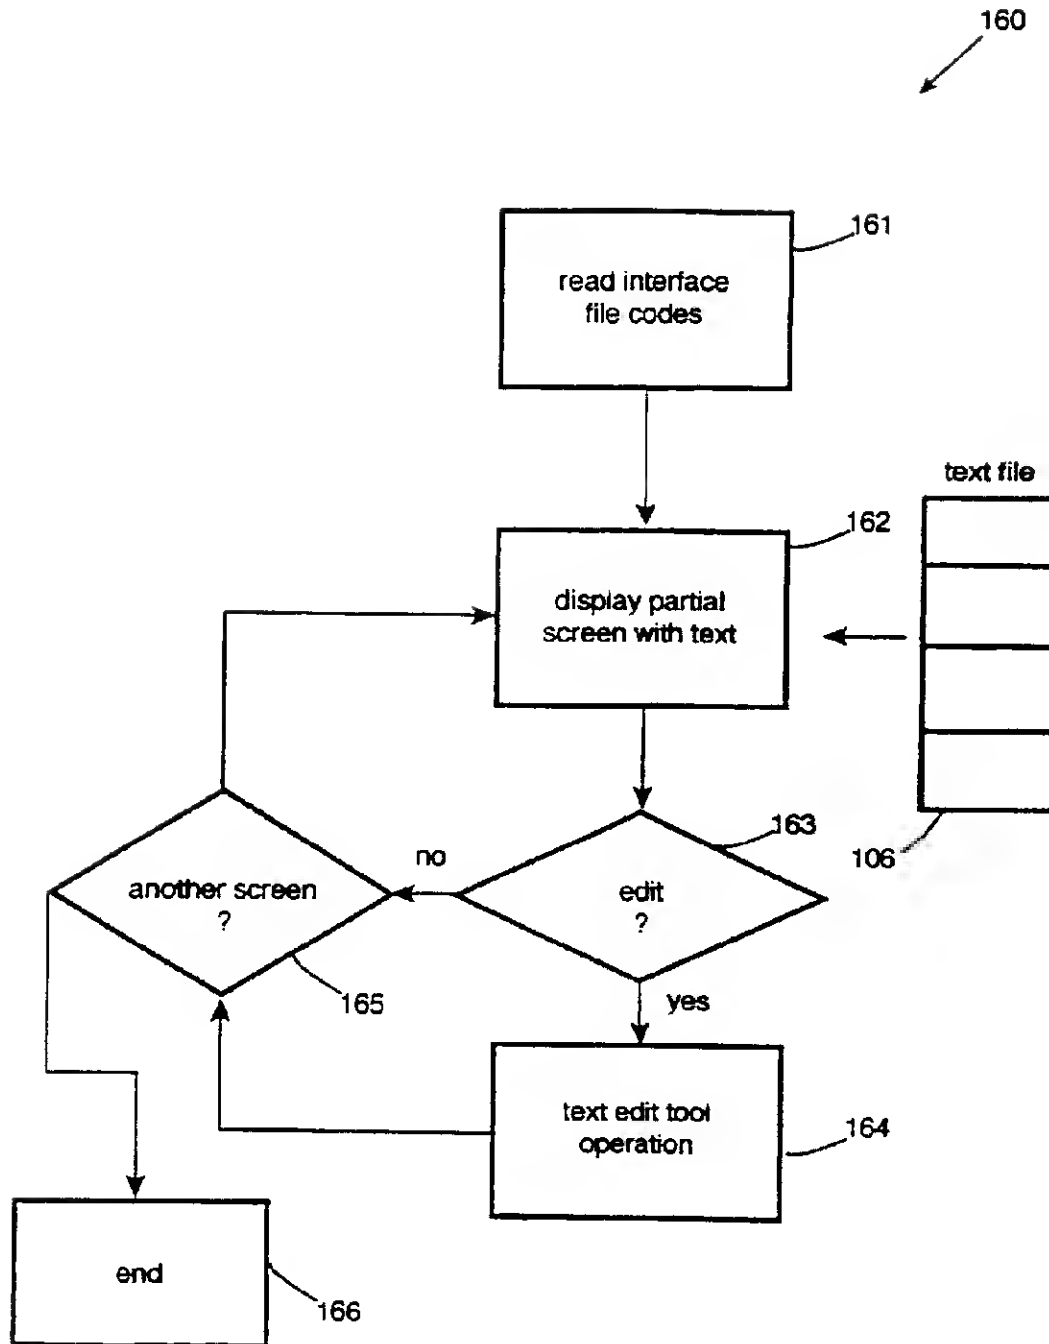 160
161
read interface
file codes
text file
162
display partial
screen with text
106
163
no
another screen
?
edit
?
165
yes
text edit tool
operation
164
end
166